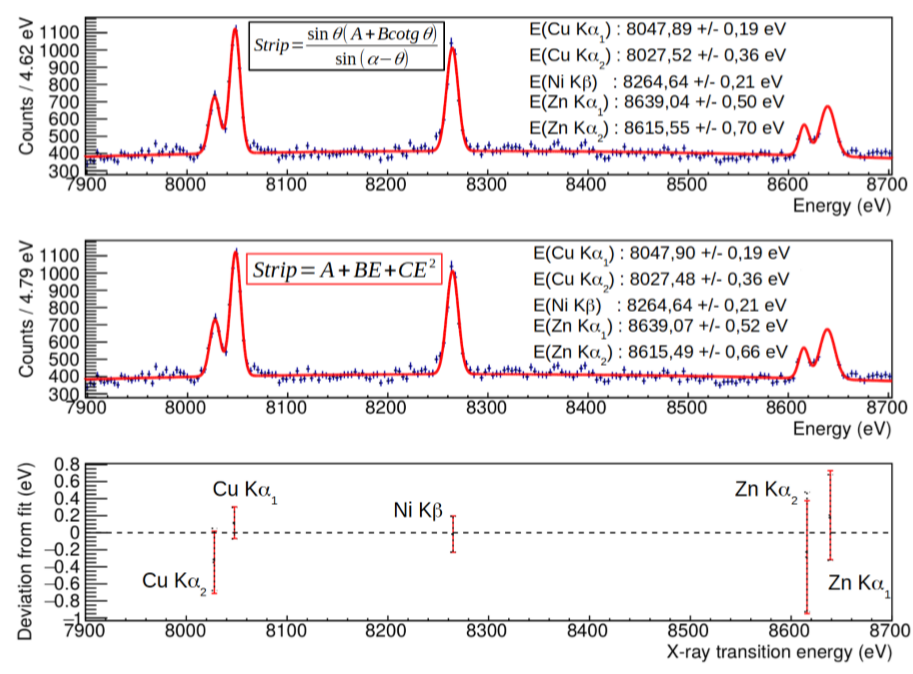 Counts / 4.62 eV
1100
1000
900
800
700
600
500
400
300
Strip = sin θ( A+Bcotg θ) / sin ( α−θ)
E(Cu Kα1) : 8047,89 +/- 0,19 eV
E(Cu Kα2) : 8027,52 +/- 0,36 eV
E(Ni Kβ) : 8264,64 +/- 0,21 eV
E(Zn Kα1) : 8639,04 +/- 0,50 eV
E(Zn Kα2) : 8615,55 +/- 0,70 eV
7900 8000 8100 8200 8300 8400 8500 8600 8700
Energy (eV)
Counts / 4.79 eV
1100
1000
900
800
700
600
500
400
300
Strip = A + BE + CE²
E(Cu Kα1) : 8047,90 +/- 0,19 eV
E(Cu Kα2) : 8027,48 +/- 0,36 eV
E(Ni Kβ) : 8264,64 +/- 0,21 eV
E(Zn Kα1) : 8639,07 +/- 0,52 eV
E(Zn Kα2) : 8615,49 +/- 0,66 eV
7900 8000 8100 8200 8300 8400 8500 8600 8700
Energy (eV)
Deviation from fit (eV)
0.8
0.6
0.4
0.2
0
−0.2
−0.4
−0.6
−0.8
−1
Cu Kα1
Ni Kβ
Zn Kα2
Cu Kα2
Zn Kα1
7900 8000 8100 8200 8300 8400 8500 8600 8700
X-ray transition energy (eV)